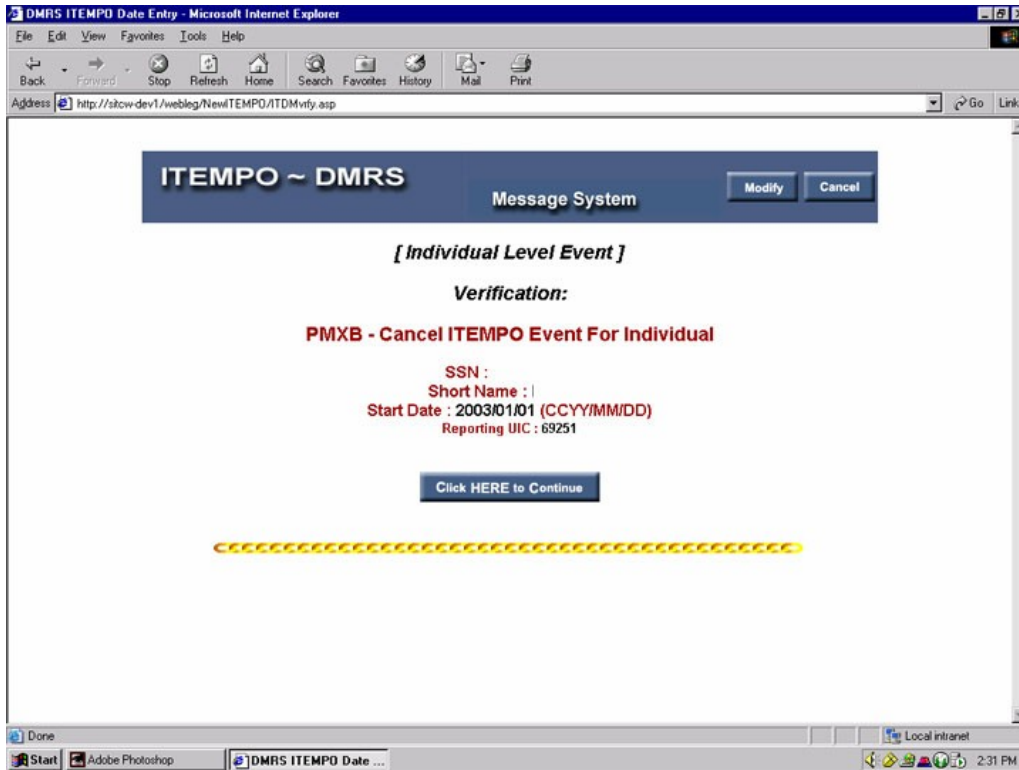 DMRS ITEMPO Date Entry - Microsoft Internet Explorer
File Edit View Favorites Tools Help
Back Forward Stop Refresh Home Search Favorites History Mail Print
Address http://sitcw-dev1/webleg/NewITEMPO/ITDMvrfy.asp Go Link
ITEMPO ~ DMRS
Message System
Modify Cancel
[ Individual Level Event ]
Verification:
PMXB - Cancel ITEMPO Event For Individual
SSN :
Short Name :
Start Date : 2003/01/01 (CCYY/MM/DD)
Reporting UIC : 69251
Click HERE to Continue
Done Local intranet
Start Adobe Photoshop DMRS ITEMPO Date ... 2:31 PM